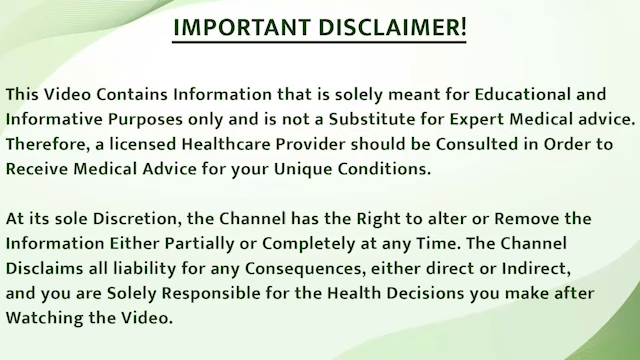 IMPORTANT DISCLAIMER!
This Video Contains Information that is solely meant for Educational and
Informative Purposes only and is not a Substitute for Expert Medical advice.
Therefore, a licensed Healthcare Provider should be Consulted in Order to
Receive Medical Advice for your Unique Conditions.
At its sole Discretion, the Channel has the Right to alter or Remove the
Information Either Partially or Completely at any Time. The Channel
Disclaims all liability for any Consequences, either direct or Indirect,
and you are Solely Responsible for the Health Decisions you make after
Watching the Video.